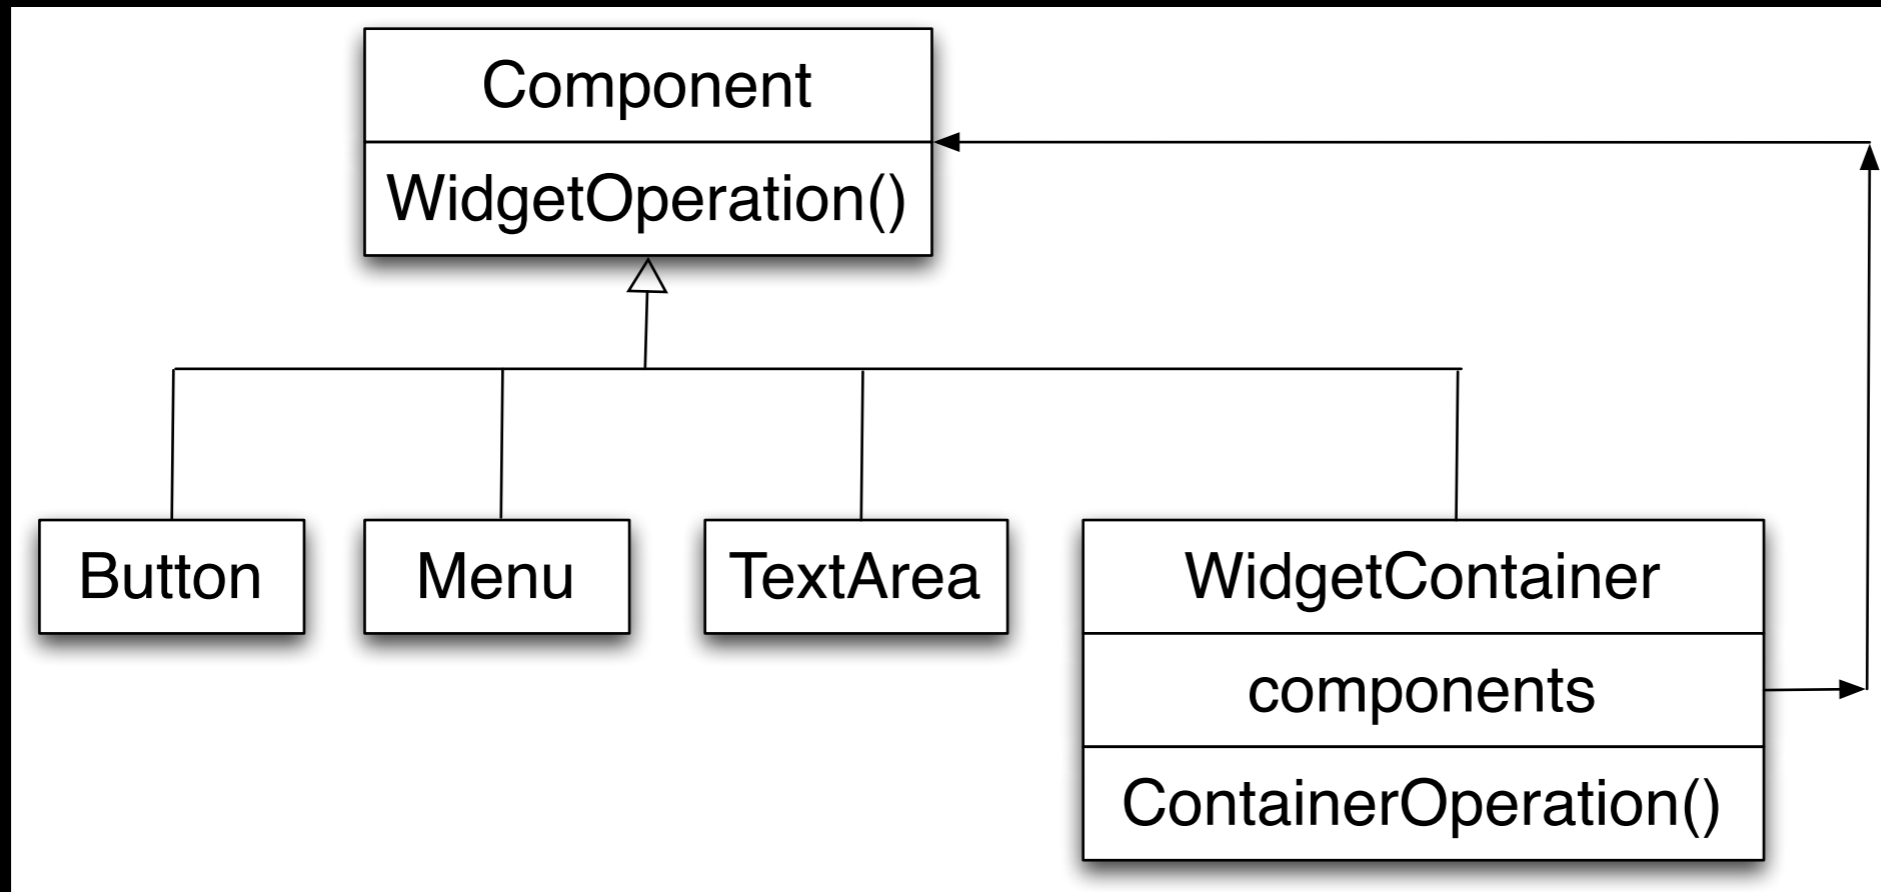 Component
WidgetOperation()
Button
Menu
TextArea
WidgetContainer
components
ContainerOperation()